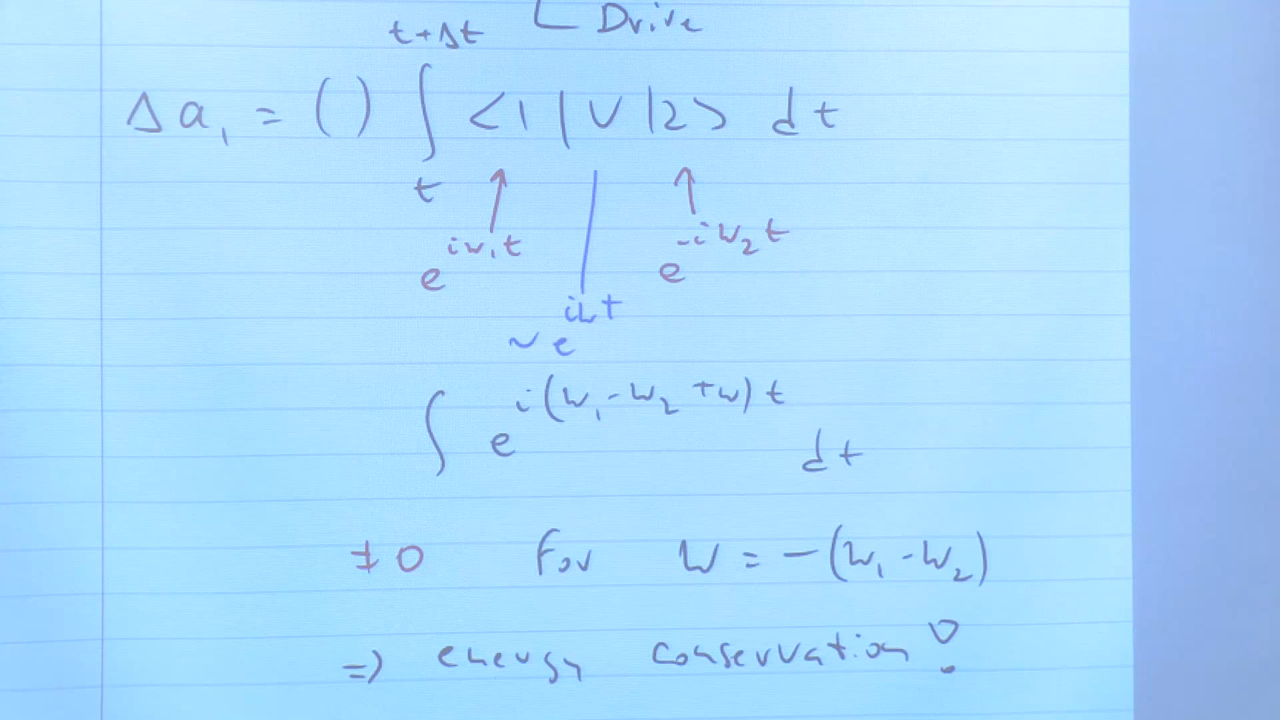 t+Δt └ Drive
Δa₁ = ( ) ∫ <1|V|2> dt
t ↑ ↑
e^{iω₁t} e^{-iω₂t}
~ e^{iωt}
∫ e^{i(ω₁-ω₂+ω)t} dt
≠ 0 for ω = -(ω₁-ω₂)
=> energy conservation!